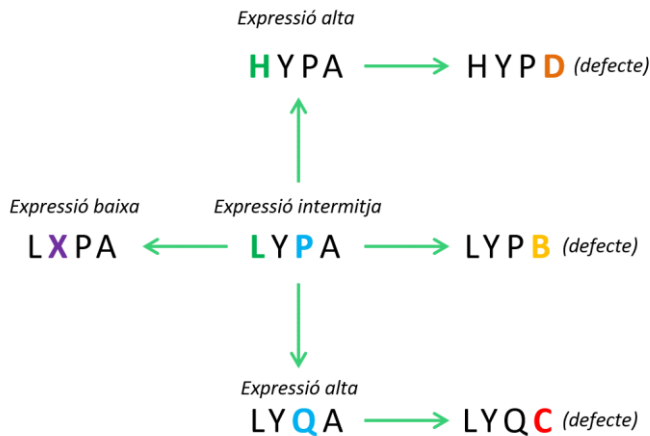 Expressió alta
HYPA
HYPD (defecte)
Expressió baixa
Expressió intermitja
LXPA
LYPA
LYPB (defecte)
Expressió alta
LYQA
LYQC (defecte)